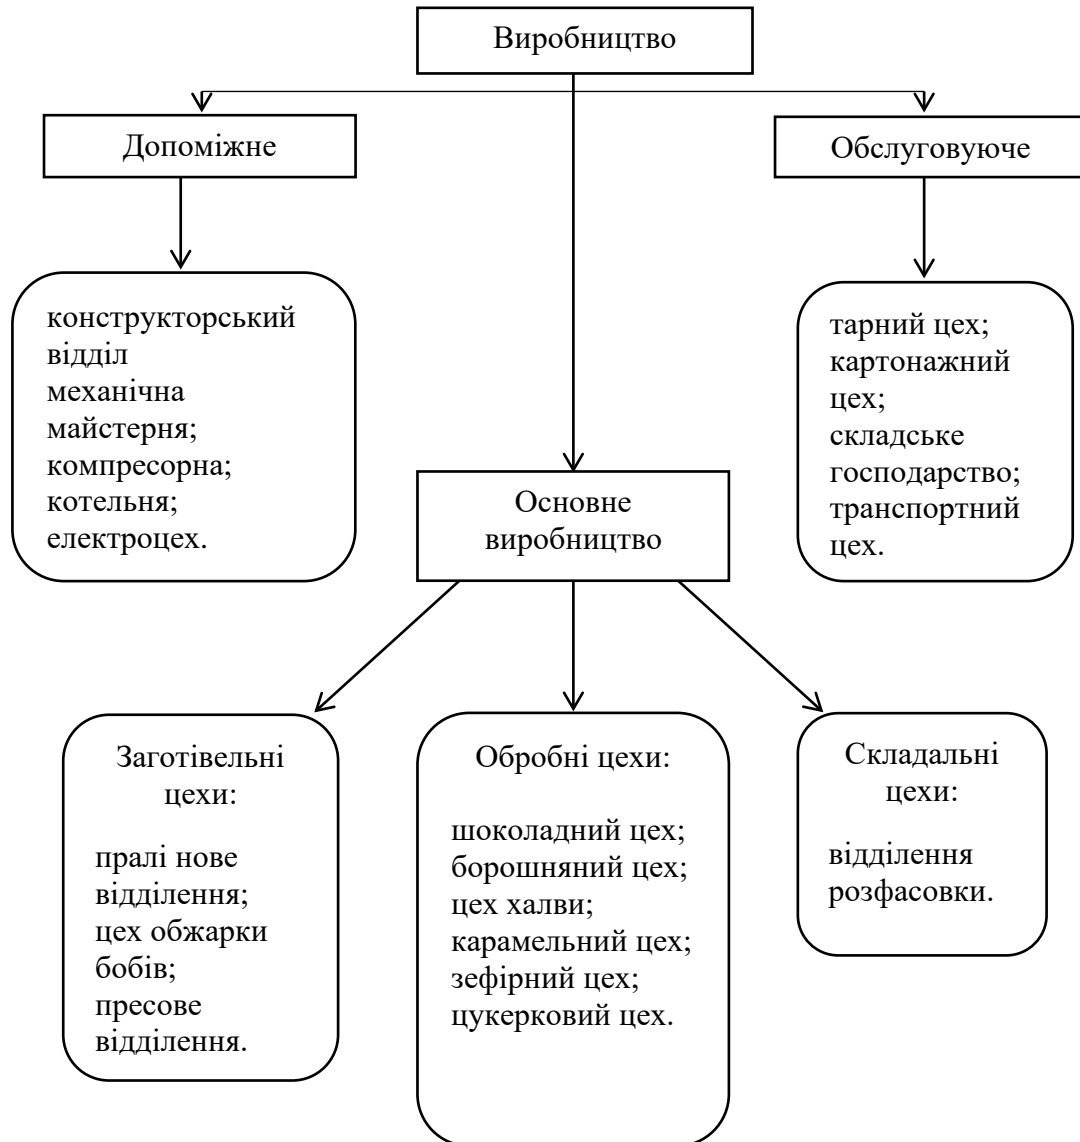 Виробництво
Допоміжне
Обслуговуюче
конструкторський
відділ
механічна
майстерня;
компресорна;
котельня;
електроцех.
тарний цех;
картонажний
цех;
складське
господарство;
транспортний
цех.
Основне
виробництво
Заготівельні
цехи:
пралі нове
відділення;
цех обжарки
бобів;
пресове
відділення.
Обробні цехи:
шоколадний цех;
борошняний цех;
цех халви;
карамельний цех;
зефірний цех;
цукерковий цех.
Складальні
цехи:
відділення
розфасовки.